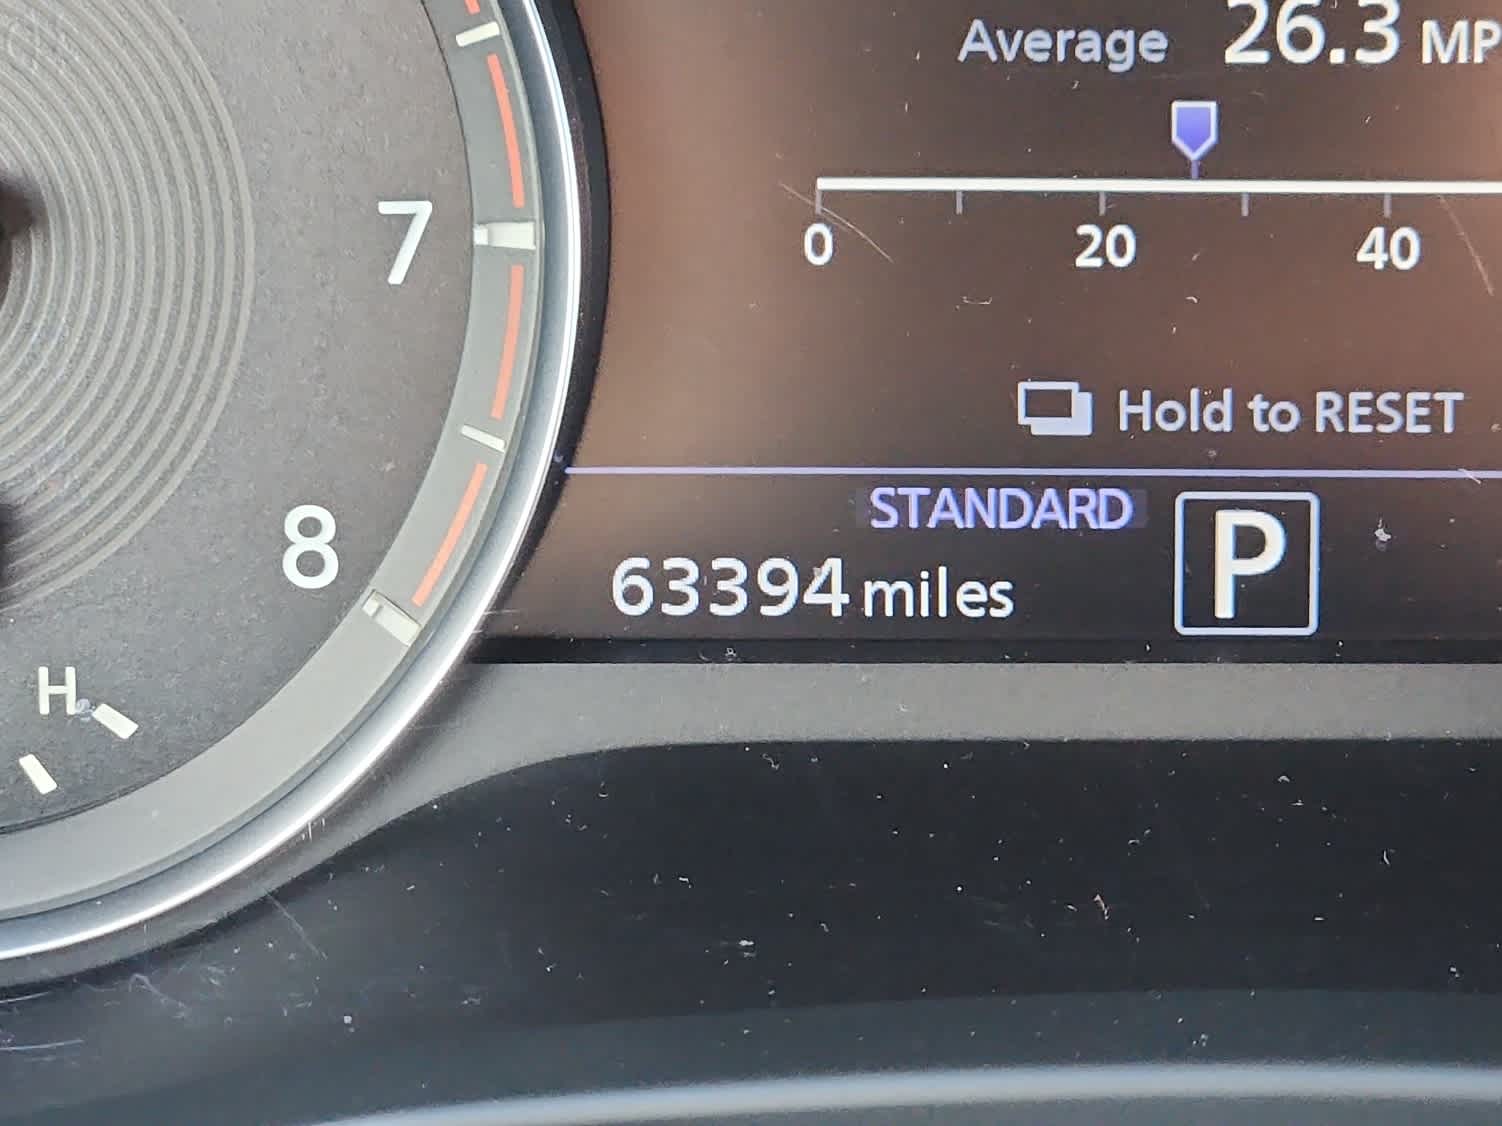 Average 26.3 MP
0 20 40
7
Hold to RESET
STANDARD
P
8
63394 miles
H